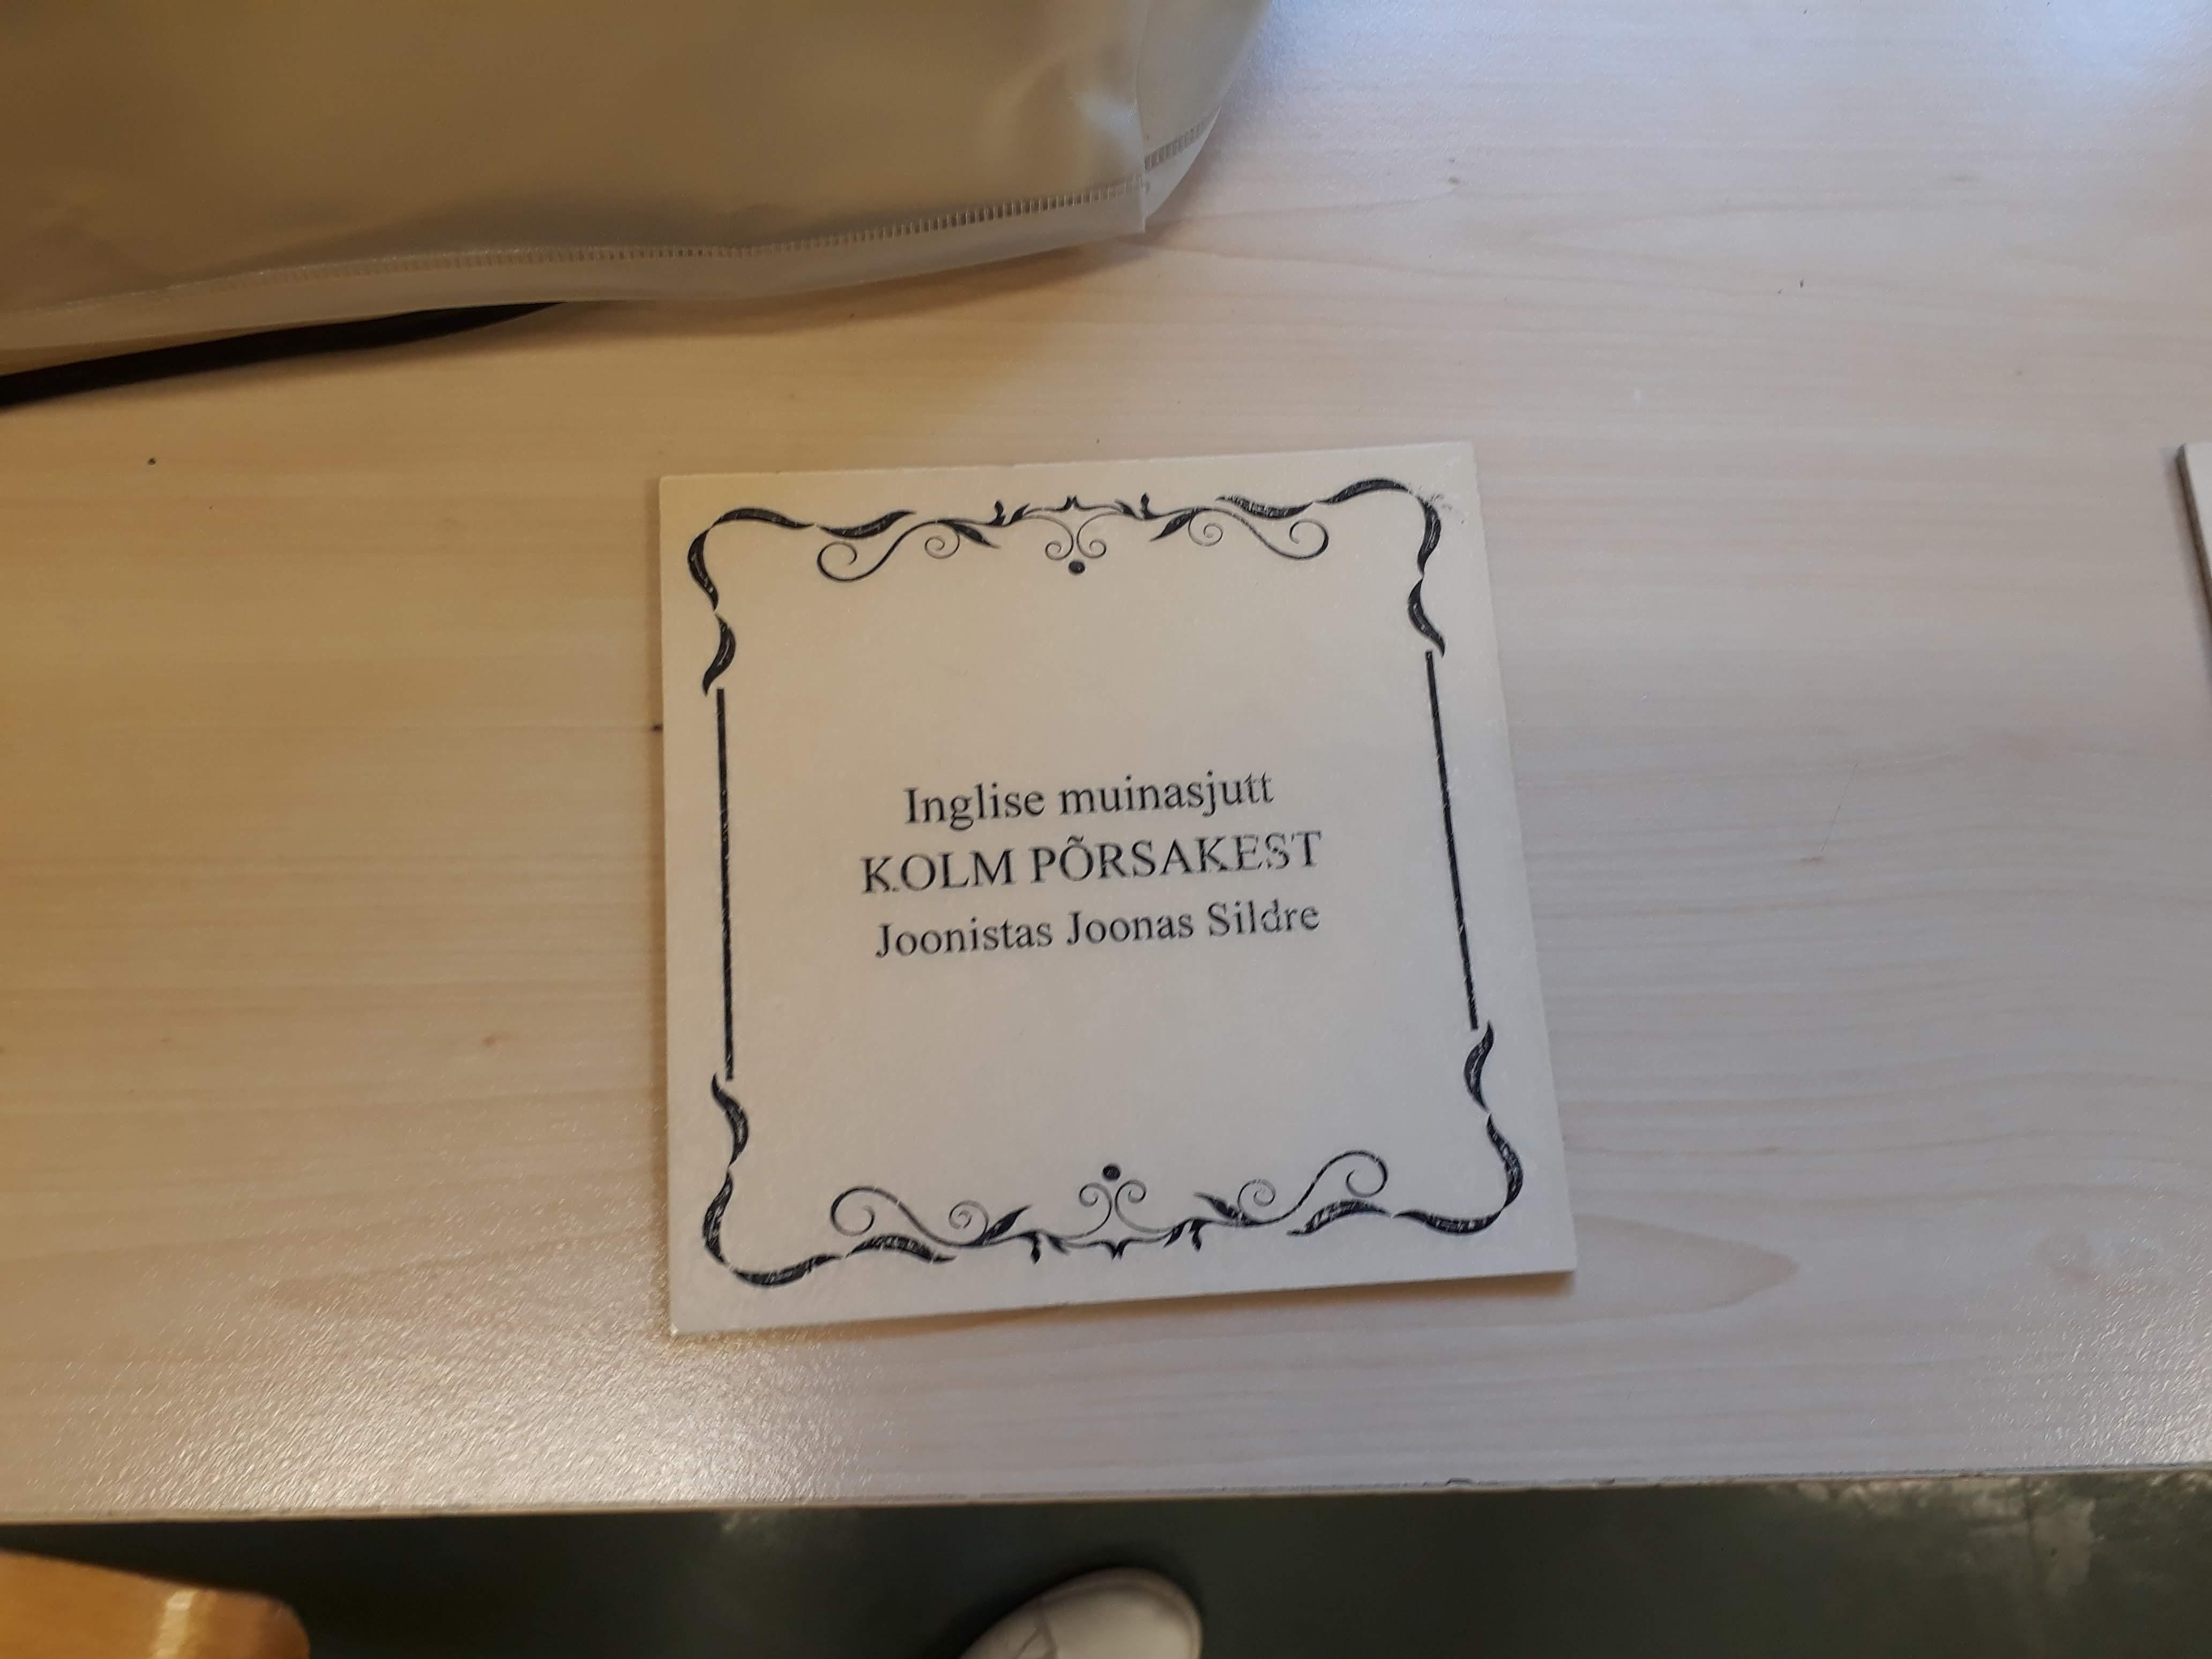 Inglise muinasjutt
KOLM PÕRSAKEST
Joonistas Joonas Sildre